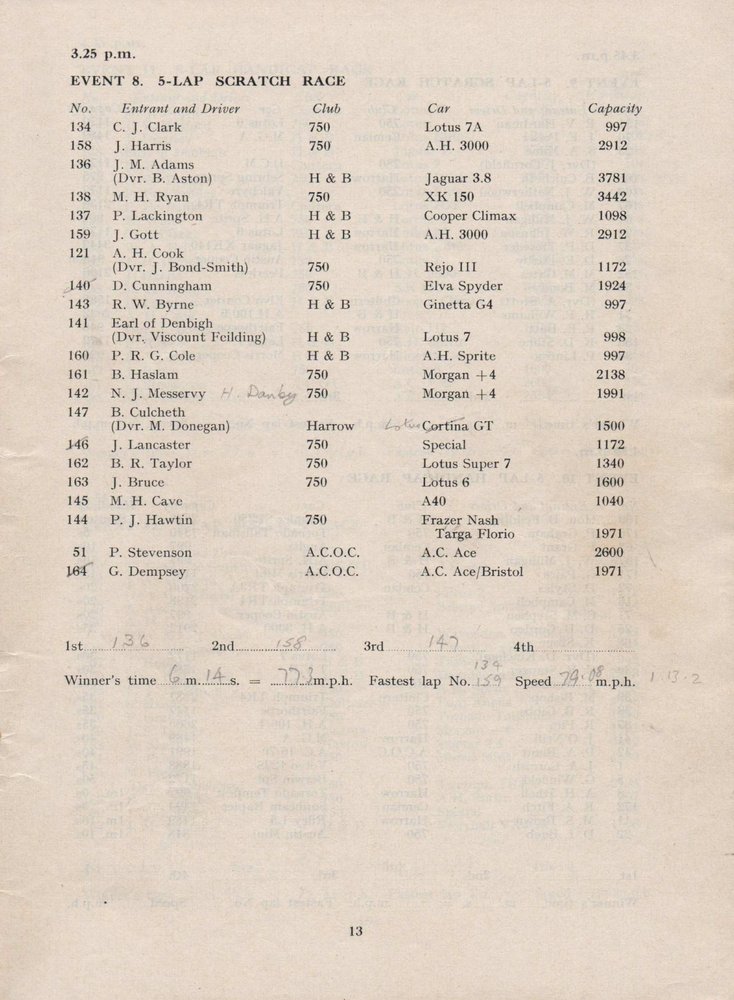 3.25 p.m.
EVENT 8. 5-LAP SCRATCH RACE
No. Entrant and Driver Club Car Capacity
134 C. J. Clark 750 Lotus 7A 997
158 J. Harris 750 A.H. 3000 2912
136 J. M. Adams
(Dvr. B. Aston) H & B Jaguar 3.8 3781
138 M. H. Ryan 750 XK 150 3442
137 P. Lackington H & B Cooper Climax 1098
159 J. Gott H & B A.H. 3000 2912
121 A. H. Cook
(Dvr. J. Bond-Smith) 750 Rejo III 1172
140 D. Cunningham 750 Elva Spyder 1924
143 R. W. Byrne H & B Ginetta G4 997
141 Earl of Denbigh
(Dvr. Viscount Feilding) H & B Lotus 7 998
160 P. R. G. Cole H & B A.H. Sprite 997
161 B. Haslam 750 Morgan +4 2138
142 N. J. Messervy H. Danby 750 Morgan +4 1991
147 B. Culcheth
(Dvr. M. Donegan) Harrow Lotus Cortina GT 1500
146 J. Lancaster 750 Special 1172
162 B. R. Taylor 750 Lotus Super 7 1340
163 J. Bruce 750 Lotus 6 1600
145 M. H. Cave A40 1040
144 P. J. Hawtin 750 Frazer Nash
Targa Florio 1971
51 P. Stevenson A.C.O.C. A.C. Ace 2600
164 G. Dempsey A.C.O.C. A.C. Ace/Bristol 1971
1st 136 2nd 158 3rd 147 4th
134
Winner's time 6 m. 14 s. = 77.3 m.p.h. Fastest lap No. 159 Speed 79.08 m.p.h. 1.13.2
13